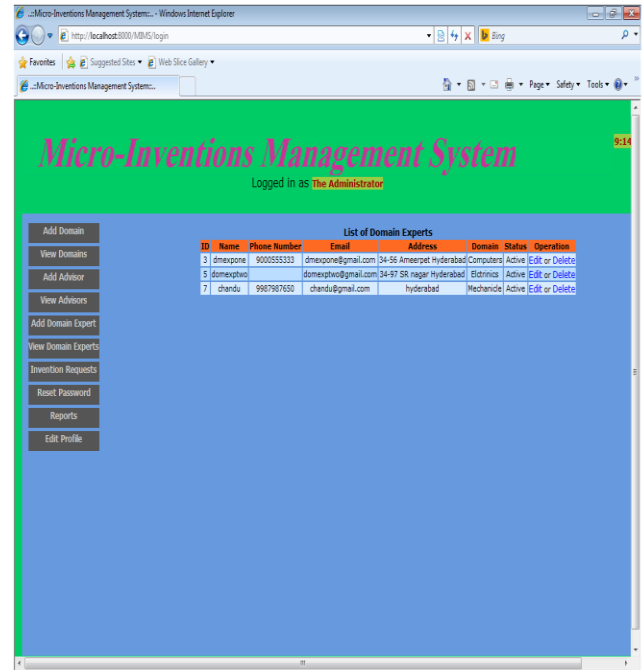 ..::Micro-Inventions Management System::.. - Windows Internet Explorer
http://localhost:8000/MIMS/login
Bing
Favorites Suggested Sites Web Slice Gallery
..::Micro-Inventions Management System::..
Page Safety Tools
Micro-Inventions Management System
9:14
Logged in as The Administrator
Add Domain
View Domains
Add Advisor
View Advisors
Add Domain Expert
View Domain Experts
Invention Requests
Reset Password
Reports
Edit Profile
List of Domain Experts
ID Name Phone Number Email Address Domain Status Operation
3 dmexpone 9000555333 dmexpone@gmail.com 34-56 Ameerpet Hyderabad Computers Active Edit or Delete
5 domexptwo domexptwo@gmail.com 34-97 SR nagar Hyderabad Elctrinics Active Edit or Delete
7 chandu 9987987650 chandu@gmail.com hyderabad Mechanicle Active Edit or Delete